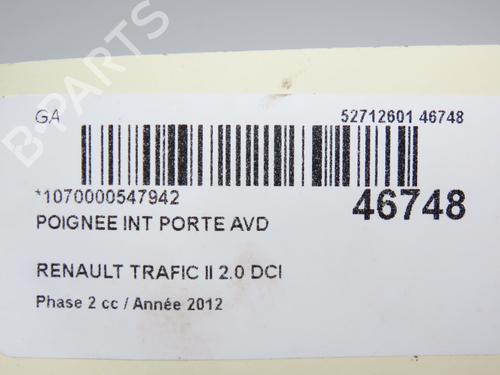 GA 52712601 46748
*1070000547942 46748
POIGNEE INT PORTE AVD
RENAULT TRAFIC II 2.0 DCI
Phase 2 cc / Année 2012
B-PARTS